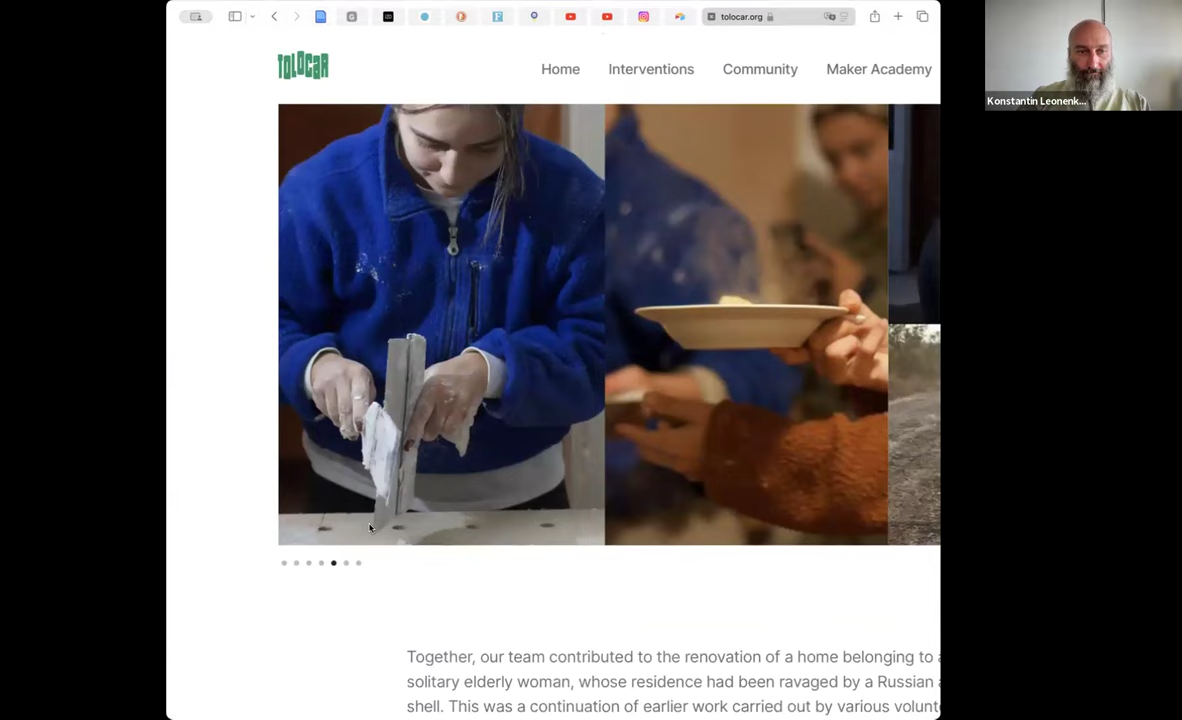 tolocar.org
TOLOCAR
Home Interventions Community Maker Academy
Konstantin Leonenk...
Together, our team contributed to the renovation of a home belonging to
solitary elderly woman, whose residence had been ravaged by a Russian
shell. This was a continuation of earlier work carried out by various